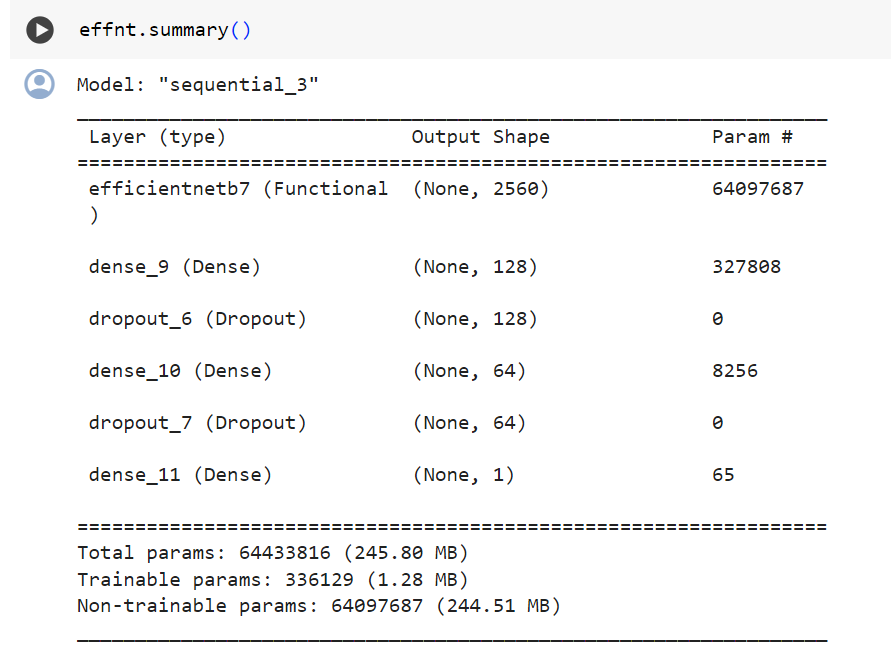 effnt.summary()
Model: "sequential_3"
Layer (type) Output Shape Param #
efficientnetb7 (Functional (None, 2560) 64097687
)
dense_9 (Dense) (None, 128) 327808
dropout_6 (Dropout) (None, 128) 0
dense_10 (Dense) (None, 64) 8256
dropout_7 (Dropout) (None, 64) 0
dense_11 (Dense) (None, 1) 65
Total params: 64433816 (245.80 MB)
Trainable params: 336129 (1.28 MB)
Non-trainable params: 64097687 (244.51 MB)